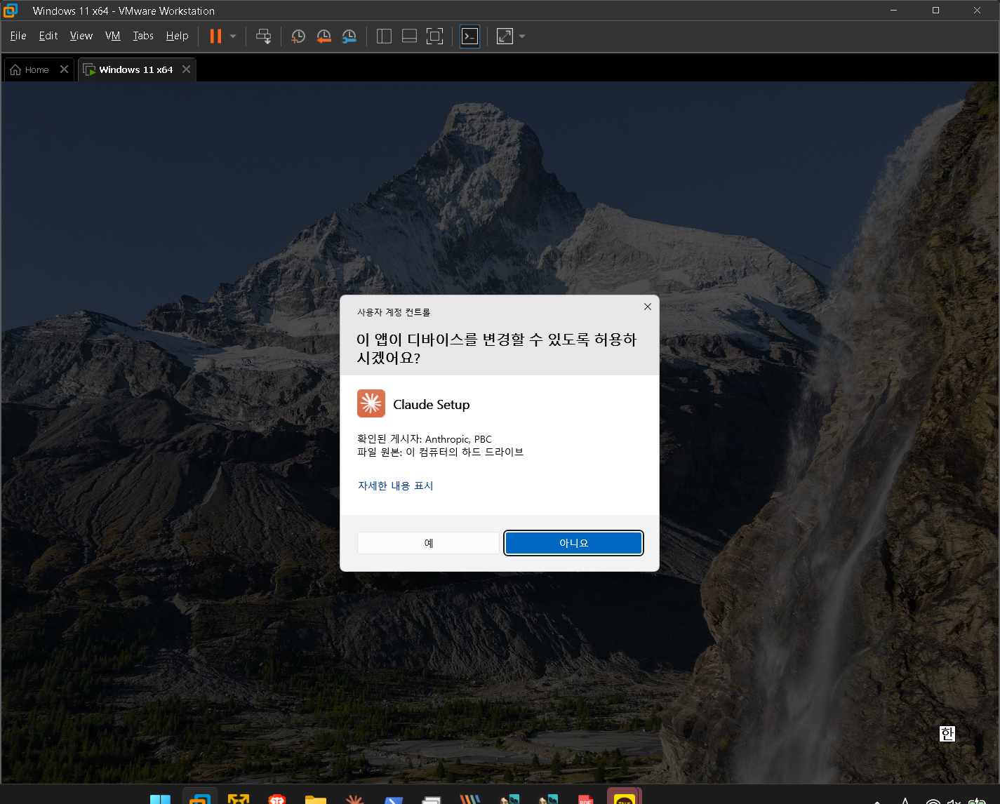 Windows 11 x64 - VMware Workstation
File Edit View VM Tabs Help
Home Windows 11 x64
사용자 계정 컨트롤
이 앱이 디바이스를 변경할 수 있도록 허용하
시겠어요?
Claude Setup
확인된 게시자: Anthropic, PBC
파일 원본: 이 컴퓨터의 하드 드라이브
자세한 내용 표시
예 아니요
한
PDF TALK
A